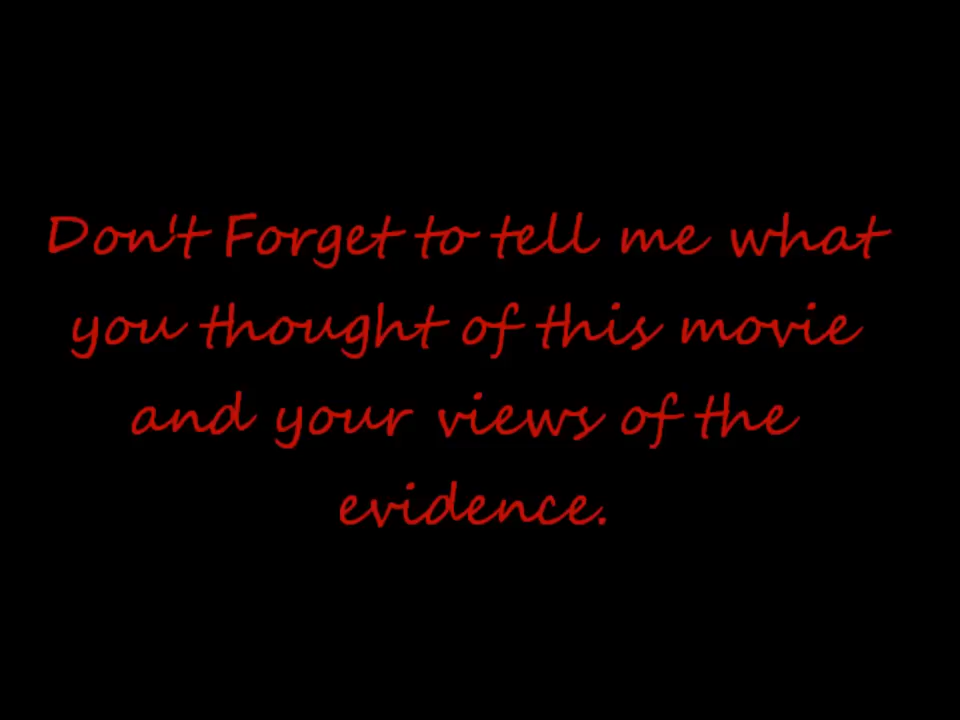 Don't Forget to tell me what
you thought of this movie
and your views of the
evidence.